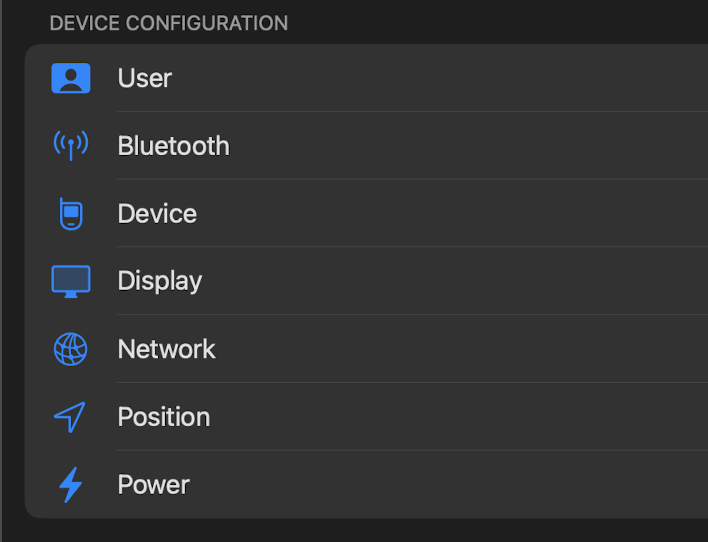 DEVICE CONFIGURATION
User
Bluetooth
Device
Display
Network
Position
Power